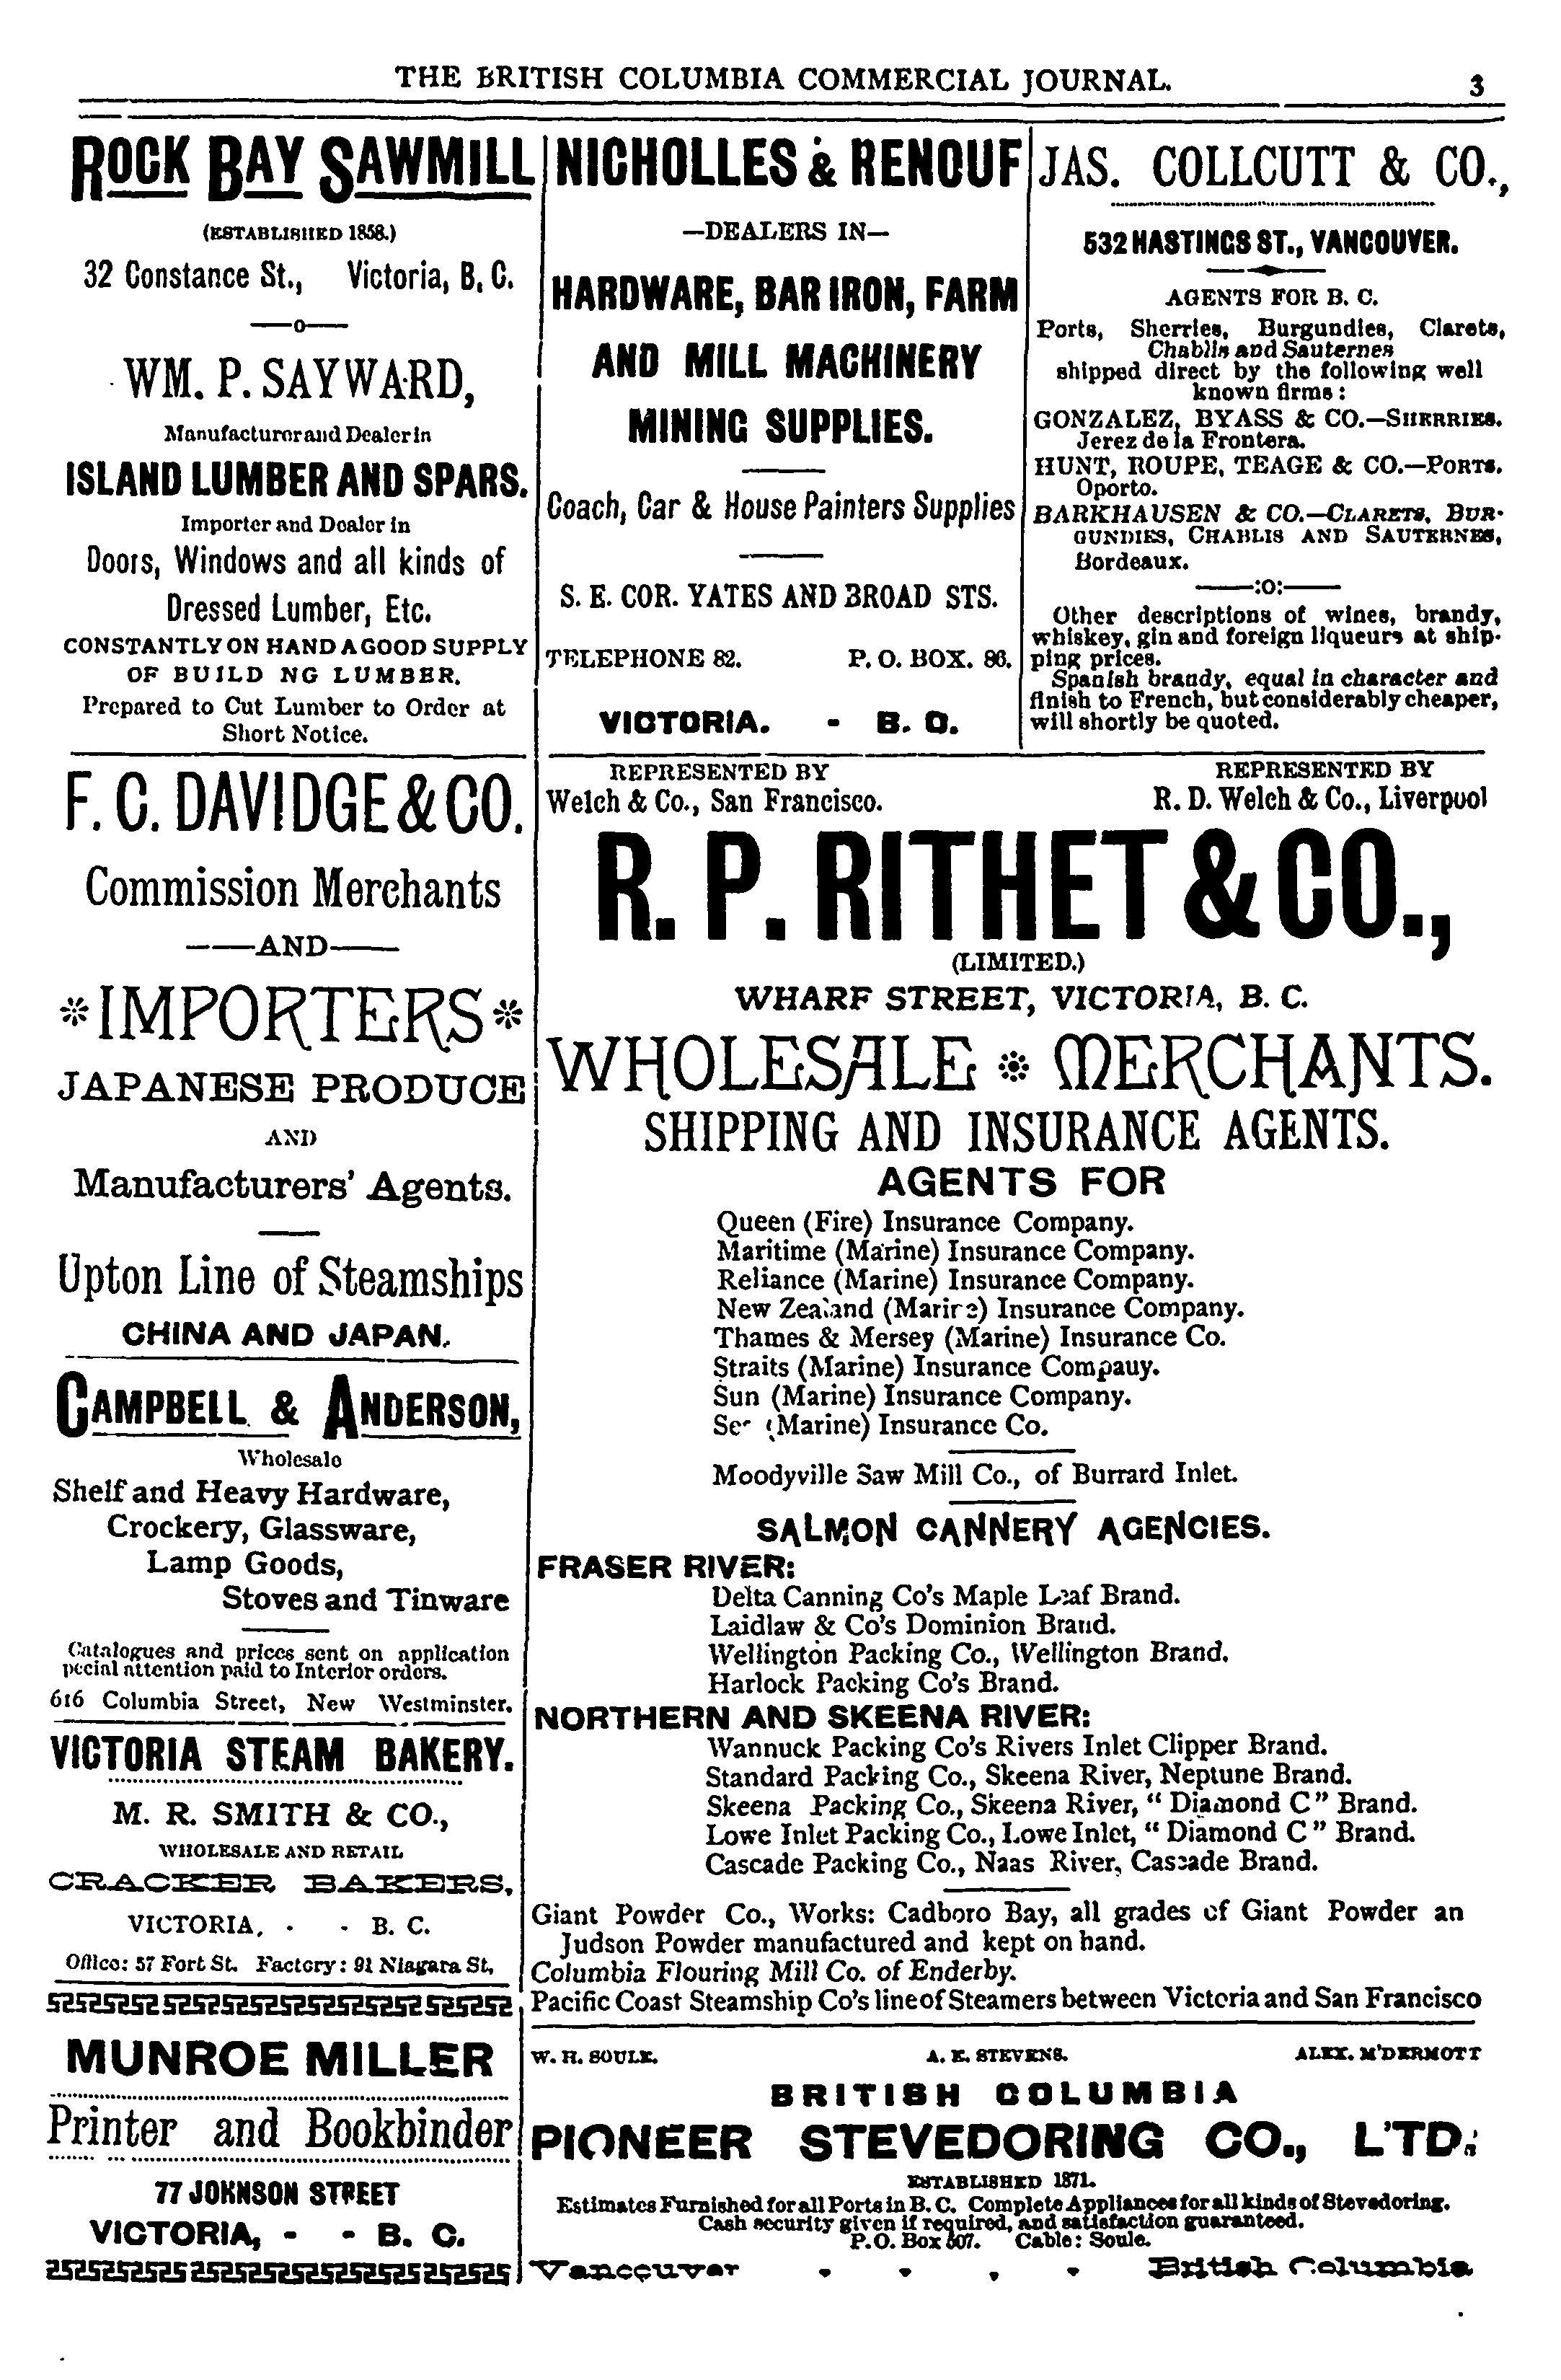 THE BRITISH COLUMBIA COMMERCIAL JOURNAL.
3
ROCK BAY SAWMILL
(ESTABLISHED 1858.)
32 Constance St., Victoria, B. C.
—o—
WM. P. SAYWARD,
Manufacturer and Dealer in
ISLAND LUMBER AND SPARS.
Importer and Dealer in
Doors, Windows and all kinds of
Dressed Lumber, Etc.
CONSTANTLY ON HAND A GOOD SUPPLY
OF BUILD NG LUMBER.
Prepared to Cut Lumber to Order at
Short Notice.
NICHOLLES & RENOUF
—DEALERS IN—
HARDWARE, BAR IRON, FARM
AND MILL MACHINERY
MINING SUPPLIES.
Coach, Car & House Painters Supplies
S. E. COR. YATES AND BROAD STS.
TELEPHONE 82. P. O. BOX. 86.
VICTORIA. - B. C.
JAS. COLLCUTT & CO.,
532 HASTINGS ST., VANCOUVER.
AGENTS FOR B. C.
Ports, Sherries, Burgundies, Clarets,
Chablis and Sauternes
shipped direct by the following well
known firms:
GONZALEZ, BYASS & CO.—SHERRIES.
Jerez de la Frontera.
HUNT, ROUPE, TEAGE & CO.—PORTS.
Oporto.
BARKHAUSEN & CO.—CLARETS, BUR-
GUNDIES, CHABLIS AND SAUTERNES,
Bordeaux.
—:o:—
Other descriptions of wines, brandy,
whiskey, gin and foreign liqueurs at ship-
ping prices.
Spanish brandy, equal in character and
finish to French, but considerably cheaper,
will shortly be quoted.
F. C. DAVIDGE & CO.
Commission Merchants
——AND——
*IMPORTERS*
JAPANESE PRODUCE
AND
Manufacturers' Agents.
Upton Line of Steamships
CHINA AND JAPAN.
CAMPBELL & ANDERSON,
Wholesale
Shelf and Heavy Hardware,
Crockery, Glassware,
Lamp Goods,
Stoves and Tinware
Catalogues and prices sent on application
pecial attention paid to Interior orders.
616 Columbia Street, New Westminster.
VICTORIA STEAM BAKERY.
M. R. SMITH & CO.,
WHOLESALE AND RETAIL
CRACKER BAKERS,
VICTORIA, - - B. C.
Office: 57 Fort St. Factory: 91 Niagara St,
MUNROE MILLER
Printer and Bookbinder
77 JOHNSON STREET
VICTORIA, - - B. C.
REPRESENTED BY REPRESENTED BY
Welch & Co., San Francisco. R. D. Welch & Co., Liverpool
R. P. RITHET & CO.,
(LIMITED.)
WHARF STREET, VICTORIA, B. C.
WHOLESALE * MERCHANTS.
SHIPPING AND INSURANCE AGENTS.
AGENTS FOR
Queen (Fire) Insurance Company.
Maritime (Marine) Insurance Company.
Reliance (Marine) Insurance Company.
New Zealand (Marine) Insurance Company.
Thames & Mersey (Marine) Insurance Co.
Straits (Marine) Insurance Compauy.
Sun (Marine) Insurance Company.
(Marine) Insurance Co.
Moodyville Saw Mill Co., of Burrard Inlet.
SALMON CANNERY AGENCIES.
FRASER RIVER:
Delta Canning Co's Maple Leaf Brand.
Laidlaw & Co's Dominion Brand.
Wellington Packing Co., Wellington Brand.
Harlock Packing Co's Brand.
NORTHERN AND SKEENA RIVER:
Wannuck Packing Co's Rivers Inlet Clipper Brand.
Standard Packing Co., Skeena River, Neptune Brand.
Skeena Packing Co., Skeena River, "Diamond C" Brand.
Lowe Inlet Packing Co., Lowe Inlet, "Diamond C" Brand.
Cascade Packing Co., Naas River, Cascade Brand.
Giant Powder Co., Works: Cadboro Bay, all grades of Giant Powder an
Judson Powder manufactured and kept on hand.
Columbia Flouring Mill Co. of Enderby.
Pacific Coast Steamship Co's line of Steamers between Victoria and San Francisco
W. H. SOULE. A. E. STEVENS. ALEX. M'DERMOTT
BRITISH COLUMBIA
PIONEER STEVEDORING CO., L'TD.
ESTABLISHED 1871.
Estimates Furnished for all Ports in B. C. Complete Appliances for all kinds of Stevedoring.
Cash security given if required, and satisfaction guaranteed.
P.O. Box 507. Cable: Soule.
Vancouver - - - - British Columbia